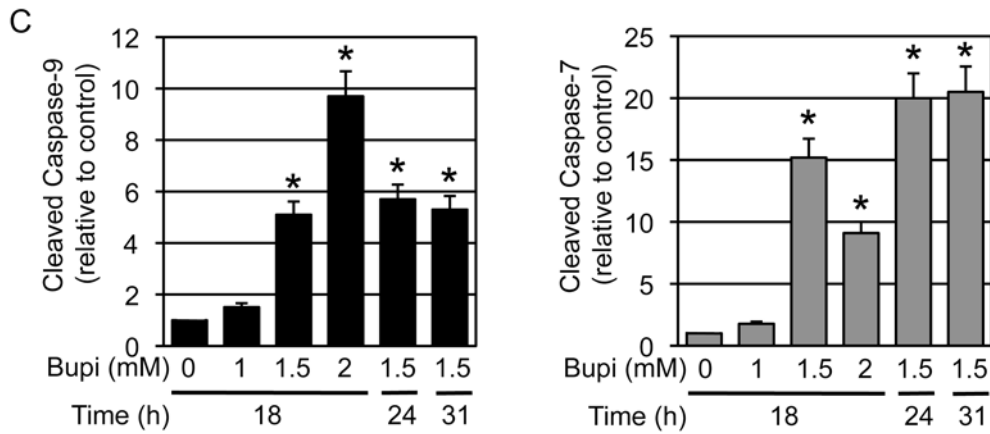 C
Cleaved Caspase-9
(relative to control)
12
10
8
6
4
2
0
*
*
*
*
Bupi (mM) 0 1 1.5 2 1.5 1.5
Time (h) 18 24 31
Cleaved Caspase-7
(relative to control)
25
20
15
10
5
0
*
*
*
*
Bupi (mM) 0 1 1.5 2 1.5 1.5
Time (h) 18 24 31